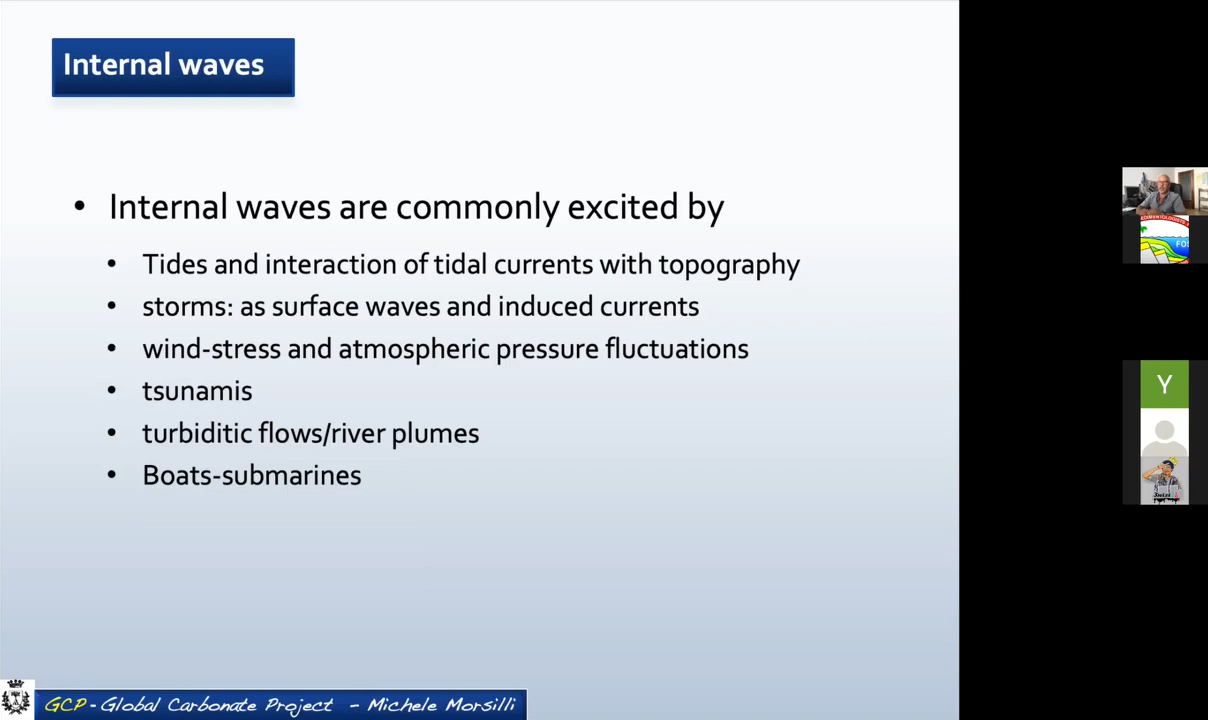 Internal waves
• Internal waves are commonly excited by
• Tides and interaction of tidal currents with topography
• storms: as surface waves and induced currents
• wind-stress and atmospheric pressure fluctuations
• tsunamis
• turbiditic flows/river plumes
• Boats-submarines
GCP - Global Carbonate Project - Michele Morsilli
FOS
Y